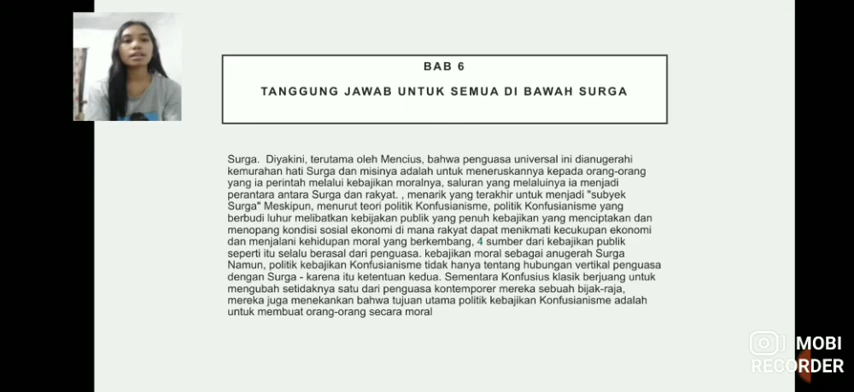 BAB 6
TANGGUNG JAWAB UNTUK SEMUA DI BAWAH SURGA
Surga. Diyakini, terutama oleh Mencius, bahwa penguasa universal ini dianugerahi
kemurahan hati Surga dan misinya adalah untuk meneruskannya kepada orang-orang
yang ia perintah melalui kebajikan moralnya, saluran yang melaluinya ia menjadi
perantara antara Surga dan rakyat. , menarik yang terakhir untuk menjadi "subyek
Surga" Meskipun, menurut teori politik Konfusianisme, politik Konfusianisme yang
berbudi luhur melibatkan kebijakan publik yang penuh kebajikan yang menciptakan dan
menopang kondisi sosial ekonomi di mana rakyat dapat menikmati kecukupan ekonomi
dan menjalani kehidupan moral yang berkembang, 4 sumber dari kebajikan publik
seperti itu selalu berasal dari penguasa. kebajikan moral sebagai anugerah Surga
Namun, politik kebajikan Konfusianisme tidak hanya tentang hubungan vertikal penguasa
dengan Surga - karena itu ketentuan kedua. Sementara Konfusius klasik berjuang untuk
mengubah setidaknya satu dari penguasa kontemporer mereka sebuah bijak-raja,
mereka juga menekankan bahwa tujuan utama politik kebajikan Konfusianisme adalah
untuk membuat orang-orang secara moral
MOBI
RECORDER